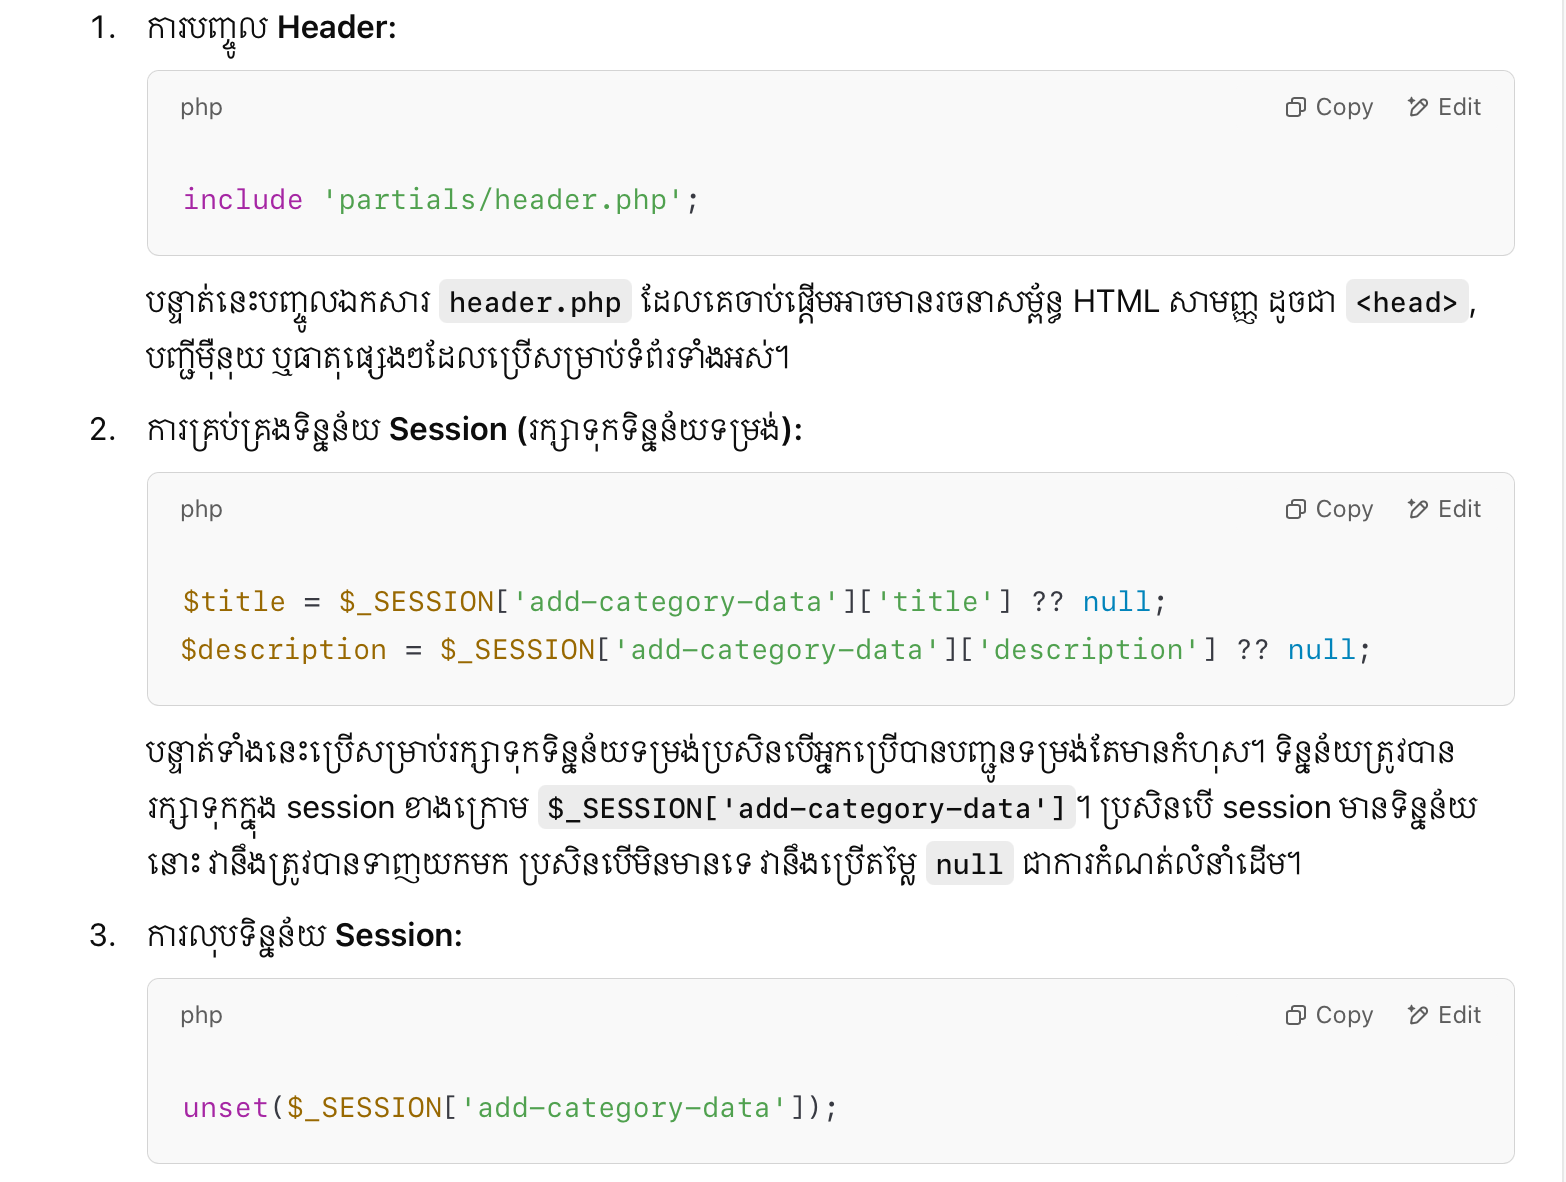 1. ការបញ្ចូល Header:
php Copy Edit
include 'partials/header.php';
បន្ទាត់នេះបញ្ចូលឯកសារ header.php ដែលគេចាប់ផ្តើមអាចមានរចនាសម្ព័ន្ធ HTML សាមញ្ញ ដូចជា <head>,
បញ្ជីម៉ឺនុយ ឬធាតុផ្សេងៗដែលប្រើសម្រាប់ទំព័រទាំងអស់។
2. ការគ្រប់គ្រងទិន្នន័យ Session (រក្សាទុកទិន្នន័យទម្រង់):
php Copy Edit
$title = $_SESSION['add-category-data']['title'] ?? null;
$description = $_SESSION['add-category-data']['description'] ?? null;
បន្ទាត់ទាំងនេះប្រើសម្រាប់រក្សាទុកទិន្នន័យទម្រង់ប្រសិនបើអ្នកប្រើបានបញ្ជូនទម្រង់តែមានកំហុស។ ទិន្នន័យត្រូវបាន
រក្សាទុកក្នុង session ខាងក្រោម $_SESSION['add-category-data']។ ប្រសិនបើ session មានទិន្នន័យ
នោះ វានឹងត្រូវបានទាញយកមក ប្រសិនបើមិនមានទេ វានឹងប្រើតម្លៃ null ជាការកំណត់លំនាំដើម។
3. ការលុបទិន្នន័យ Session:
php Copy Edit
unset($_SESSION['add-category-data']);